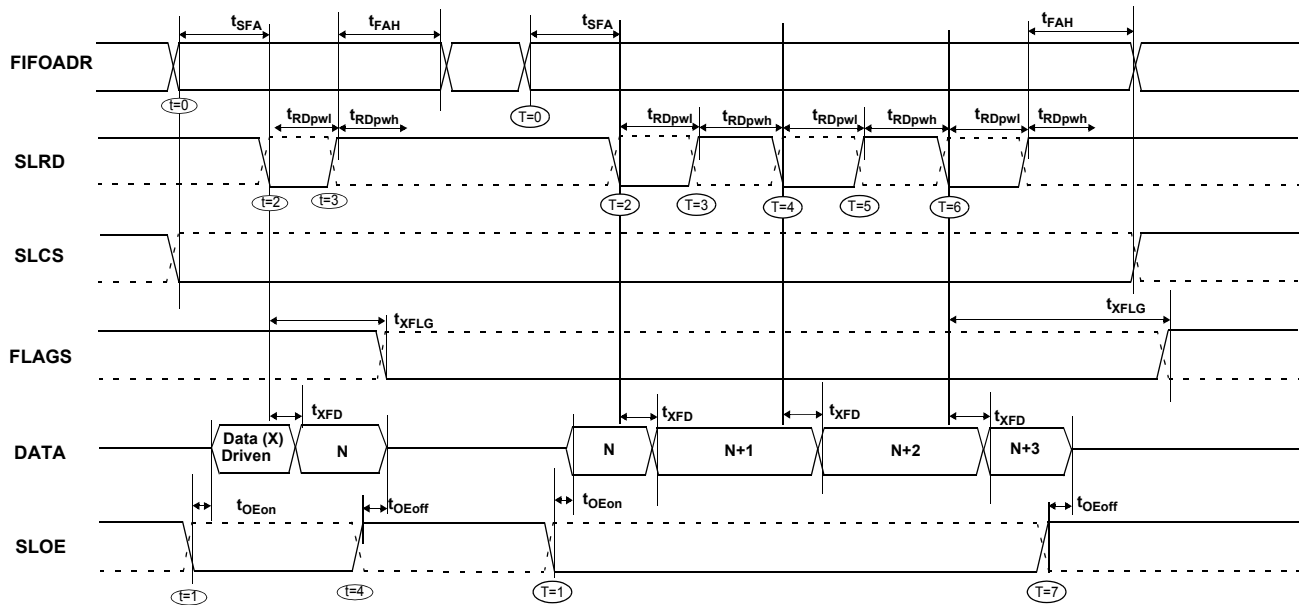 tSFA tFAH tSFA tFAH
FIFOADR
t=0 T=0
tRDpwl tRDpwh tRDpwl tRDpwh tRDpwl tRDpwh tRDpwl tRDpwh
SLRD
t=2 t=3 T=2 T=3 T=4 T=5 T=6
SLCS
tXFLG tXFLG
FLAGS
tXFD tXFD tXFD tXFD
DATA
Data (X)
Driven
N N N+1 N+2 N+3
tOEon tOEoff tOEon tOEoff
SLOE
t=1 t=4 T=1 T=7